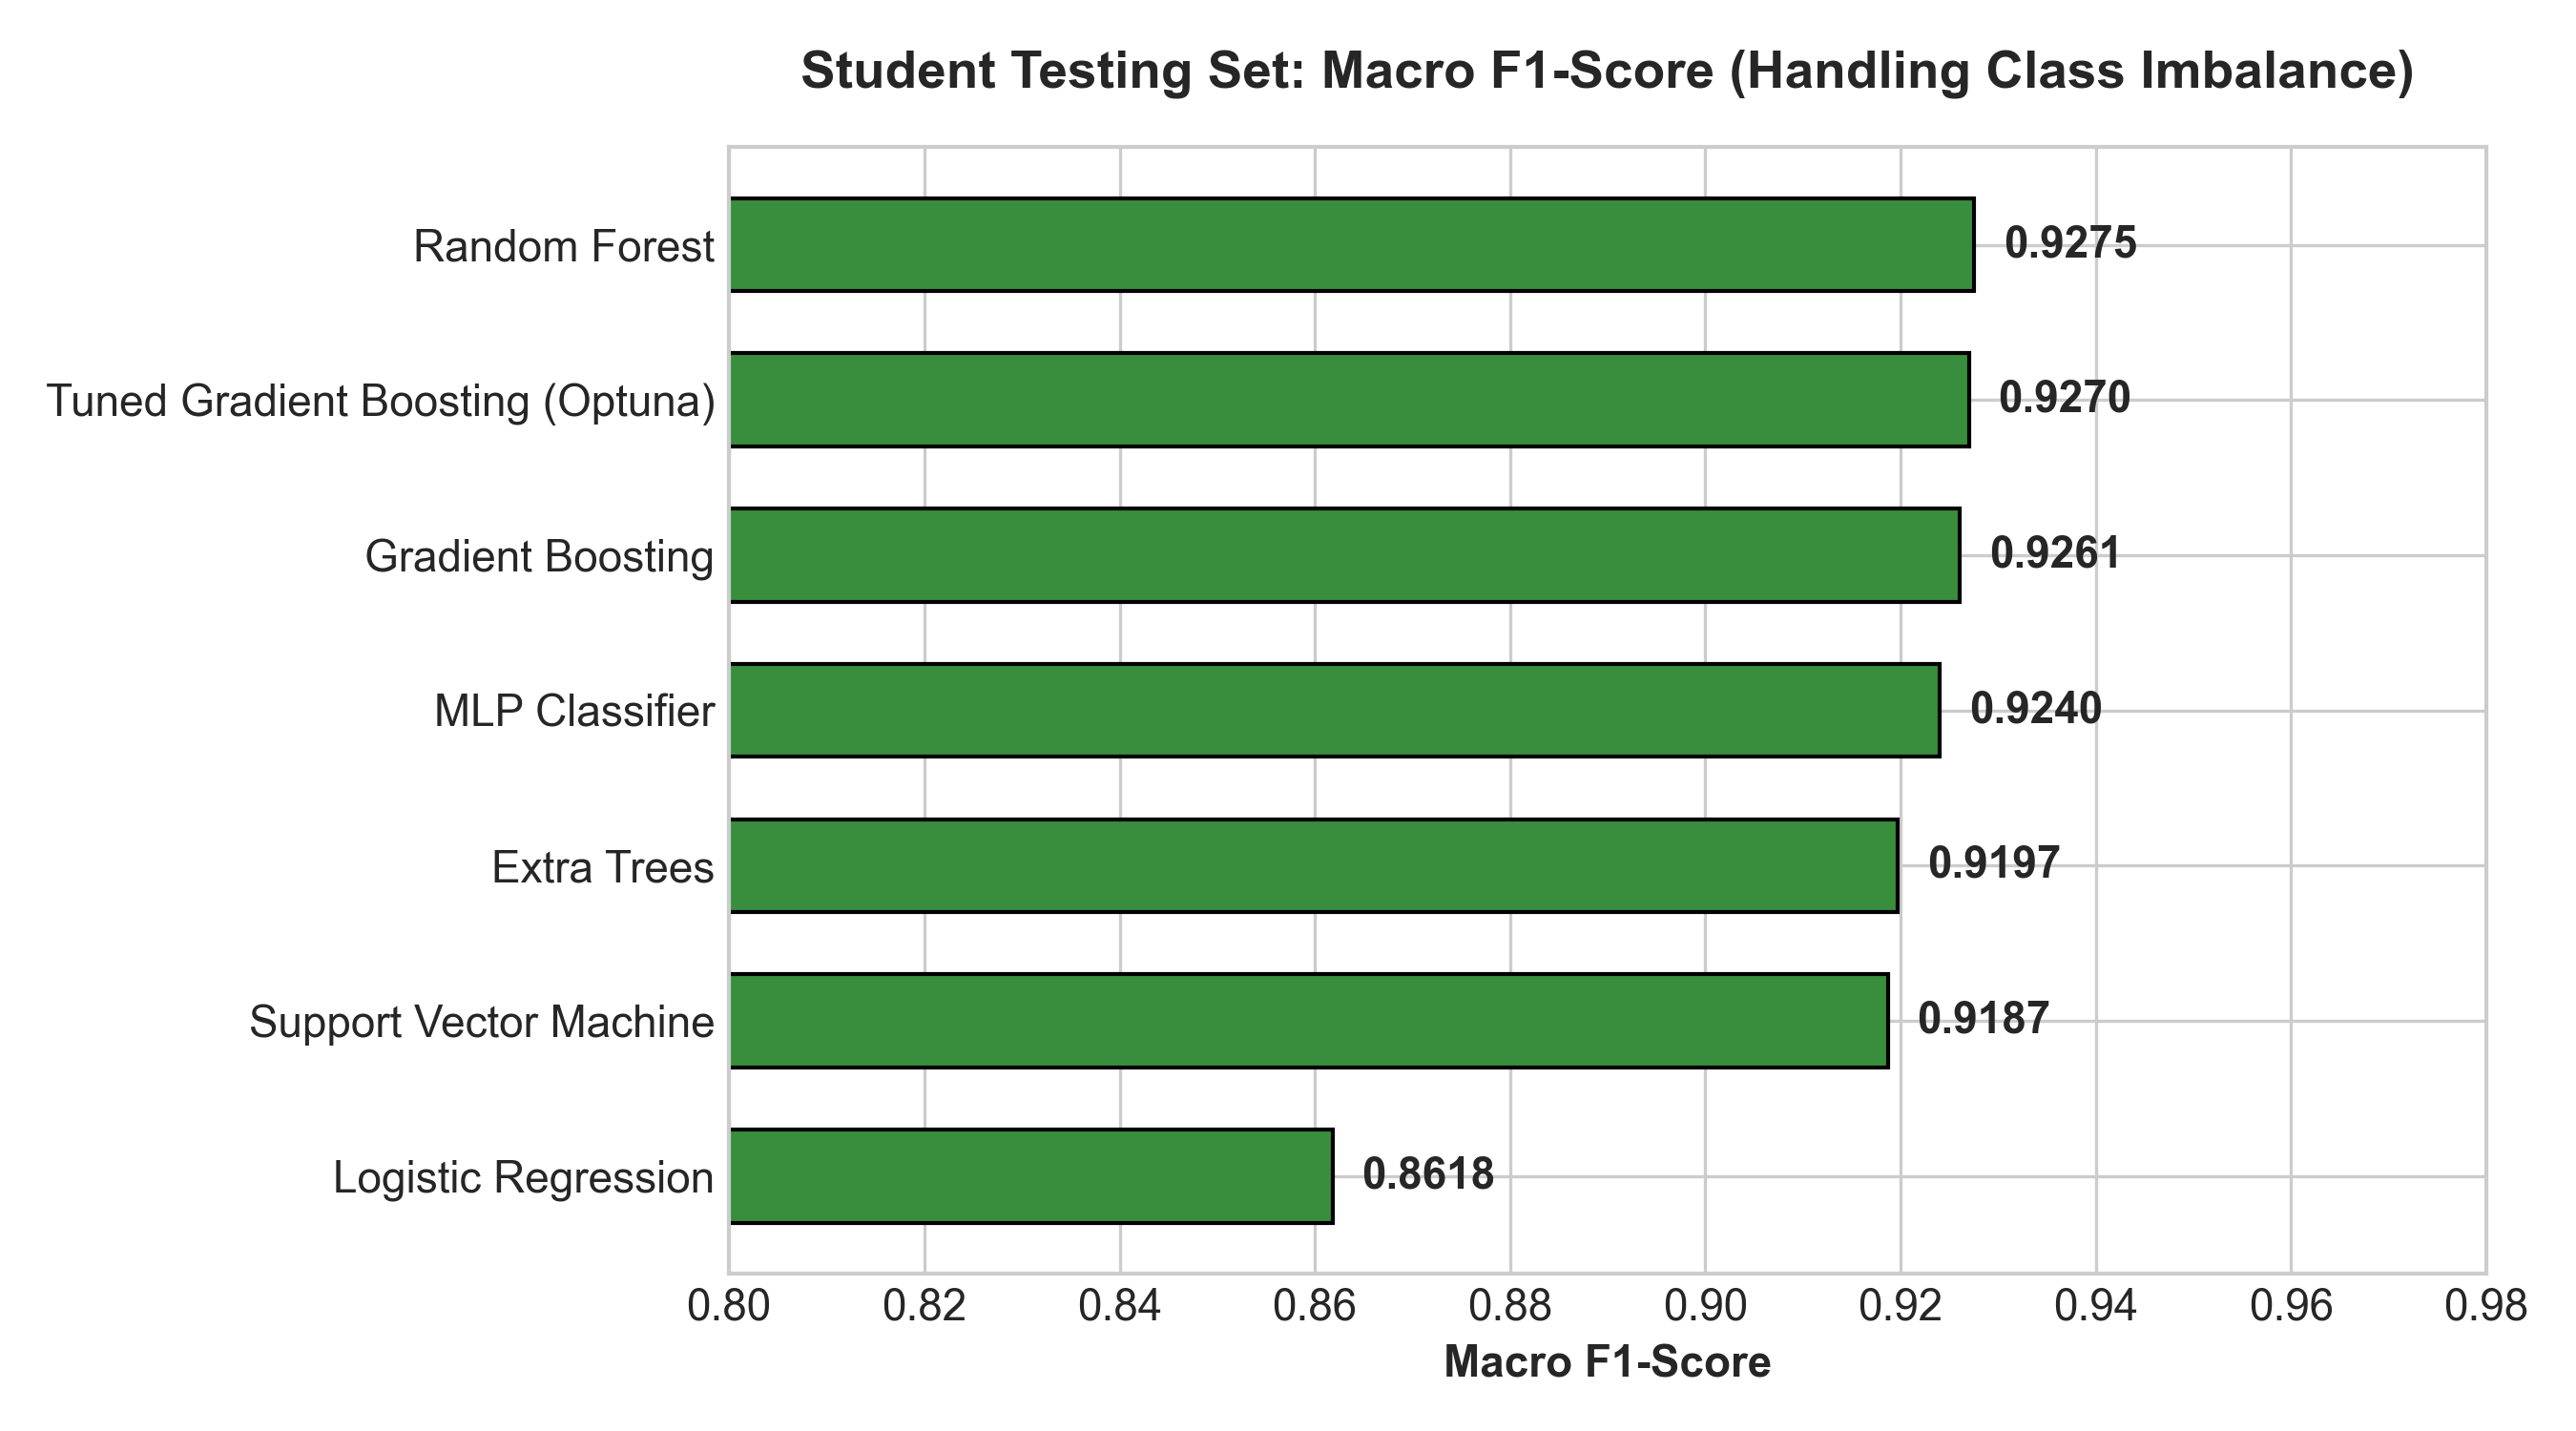 Student Testing Set: Macro F1-Score (Handling Class Imbalance)
Random Forest 0.9275
Tuned Gradient Boosting (Optuna) 0.9270
Gradient Boosting 0.9261
MLP Classifier 0.9240
Extra Trees 0.9197
Support Vector Machine 0.9187
Logistic Regression 0.8618
0.80 0.82 0.84 0.86 0.88 0.90 0.92 0.94 0.96 0.98
Macro F1-Score